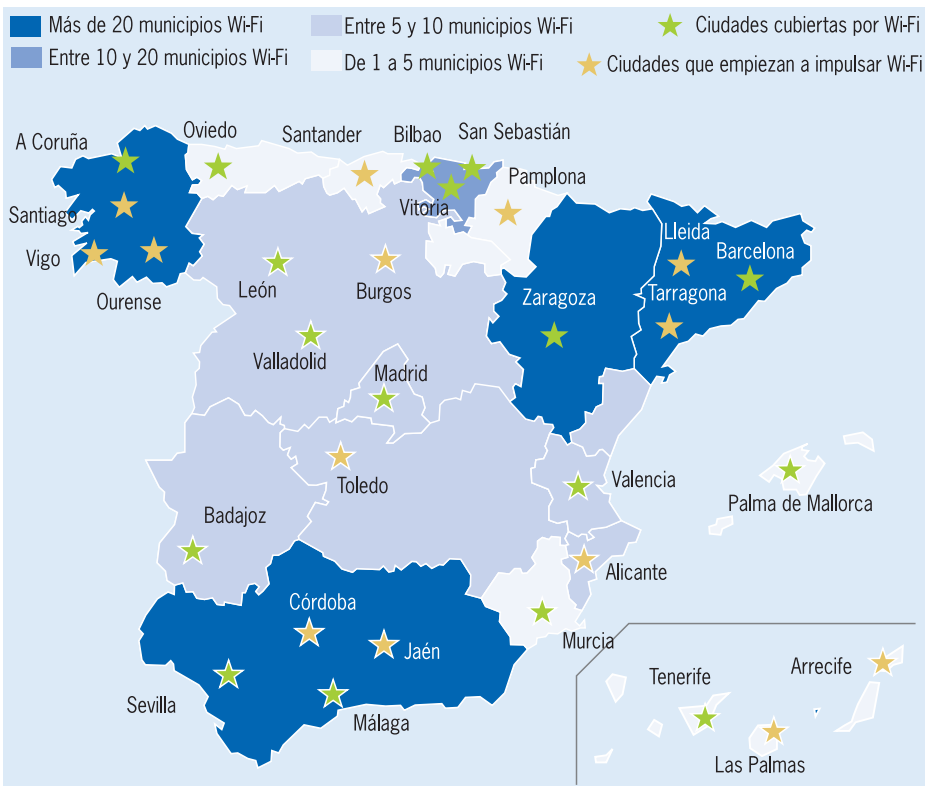 Más de 20 municipios Wi-Fi
Entre 5 y 10 municipios Wi-Fi
Ciudades cubiertas por Wi-Fi
Entre 10 y 20 municipios Wi-Fi
De 1 a 5 municipios Wi-Fi
Ciudades que empiezan a impulsar Wi-Fi
A Coruña
Oviedo
Santander
Bilbao
San Sebastián
Pamplona
Santiago
Vitoria
Vigo
Lleida
Barcelona
Ourense
León
Burgos
Zaragoza
Tarragona
Valladolid
Madrid
Toledo
Valencia
Palma de Mallorca
Badajoz
Alicante
Córdoba
Jaén
Murcia
Sevilla
Málaga
Tenerife
Arrecife
Las Palmas